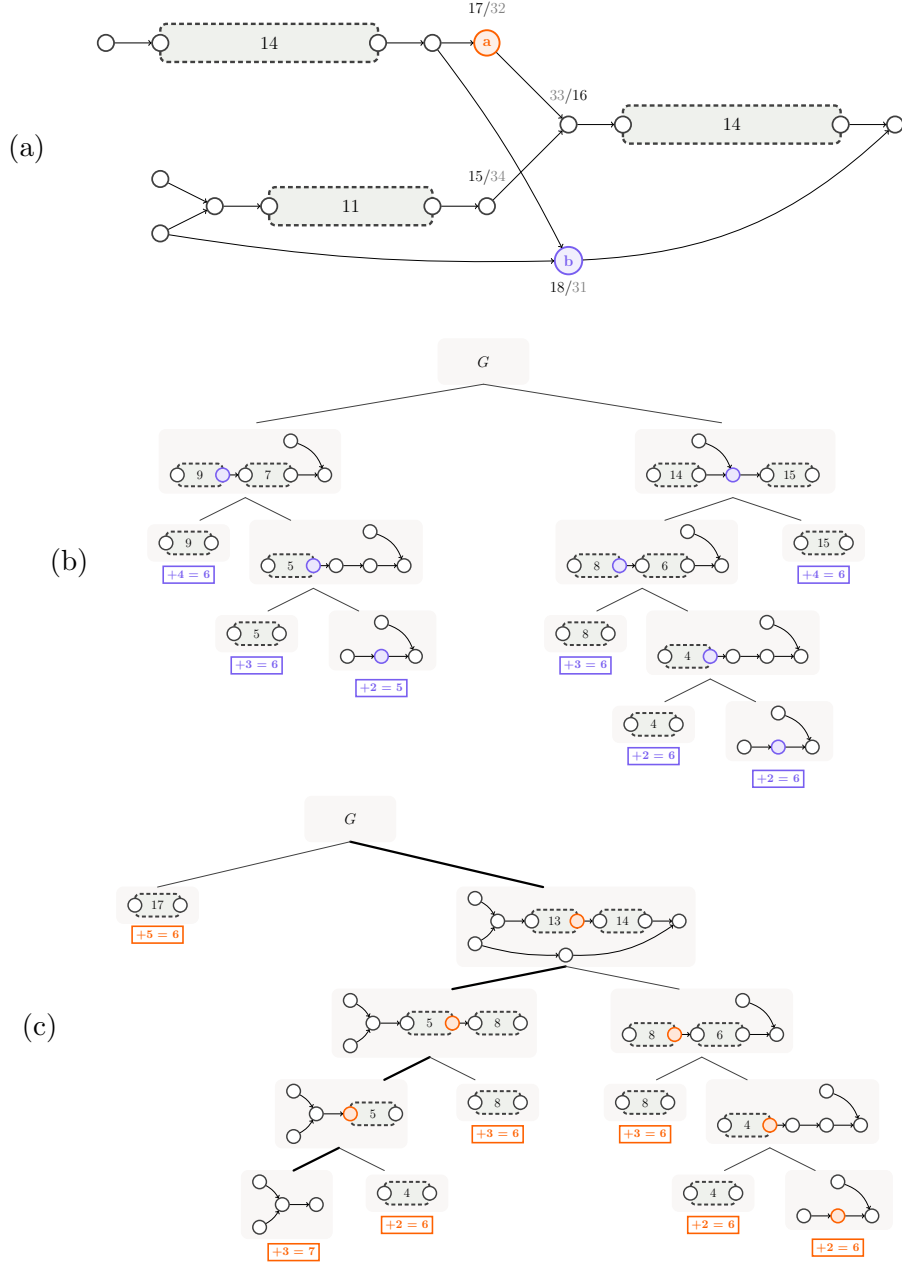 17/32
14
a
33/16
(a)
14
15/34
11
b
18/31
G
9 7
14 15
(b)
9
5
8 6
15
+4 = 6
+4 = 6
5
8
4
+3 = 6
+3 = 6
+2 = 5
4
+2 = 6
+2 = 6
G
17
13 14
+5 = 6
(c)
5 8
8 6
5
8
8
4
+3 = 6
+3 = 6
4
4
+3 = 7
+2 = 6
+2 = 6
+2 = 6